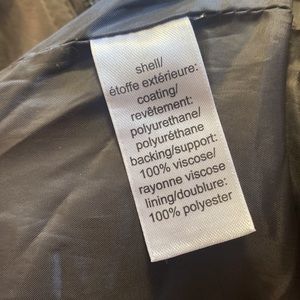 shell/
étoffe extérieure:
coating/
revêtement:
polyurethane/
polyuréthane
backing/support:
100% viscose/
rayonne viscose
lining/doublure:
100% polyester